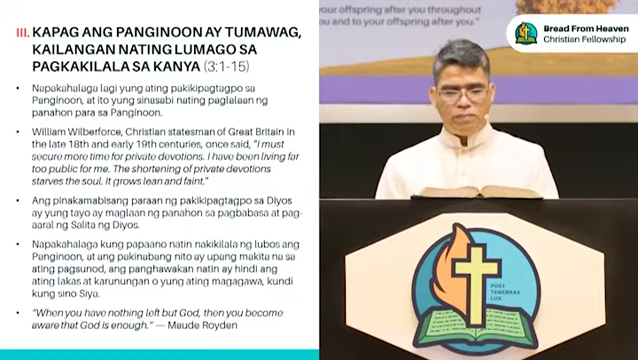 III. KAPAG ANG PANGINOON AY TUMAWAG,
KAILANGAN NATING LUMAGO SA
PAGKAKILALA SA KANYA (3:1-15)
• Napakahalaga lagi yung ating pakikipagtagpo sa
Panginoon, at ito yung sinasabi nating paglalaan ng
panahon para sa Panginoon.
• William Wilberforce, Christian statesman of Great Britain in
the late 18th and early 19th centuries, once said, "I must
secure more time for private devotions. I have been living far
too public for me. The shortening of private devotions
starves the soul. It grows lean and faint."
• Ang pinakamabisang paraan ng pakikipagtagpo sa Diyos
ay yung tayo ay maglaan ng panahon sa pagbabasa at pag-
aaral ng Salita ng Diyos.
• Napakahalaga kung papaano natin nakikilala ng lubos ang
Panginoon, at ang pakinabang niyan ay upang makita na sa
ating pagsunod, ang panghawakan natin ay hindi ang
ating lakas at karunungan o yung ating magagawa, kundi
kung sino Siya.
• "When you have nothing left but God, then you become
aware that God is enough." — Maude Royden
your offspring after you throughout
you and to your offspring after you."
Bread From Heaven
Christian Fellowship
POST
TENEBRAS
LUX